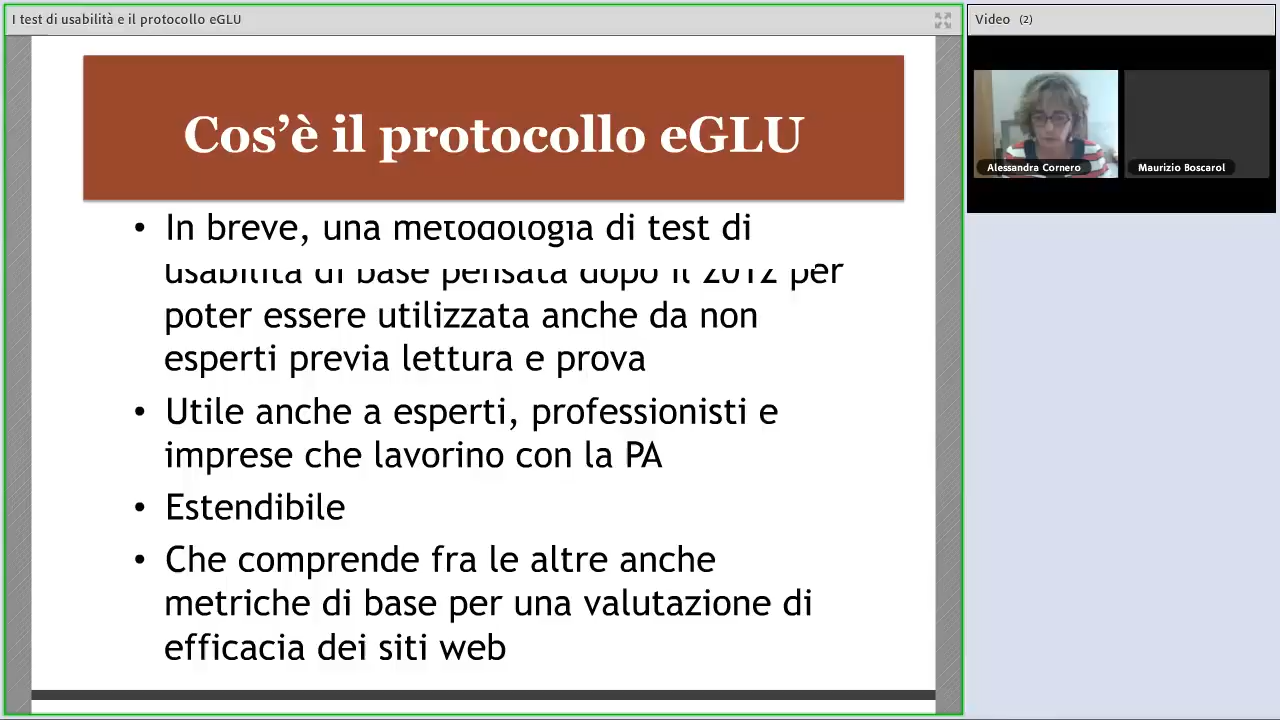 I test di usabilità e il protocollo eGLU
Video (2)
Alessandra Cornero
Maurizio Boscarol
Cos’è il protocollo eGLU
• In breve, una metodologia di test di
usabilità di base pensata dopo il 2012 per
poter essere utilizzata anche da non
esperti previa lettura e prova
• Utile anche a esperti, professionisti e
imprese che lavorino con la PA
• Estendibile
• Che comprende fra le altre anche
metriche di base per una valutazione di
efficacia dei siti web